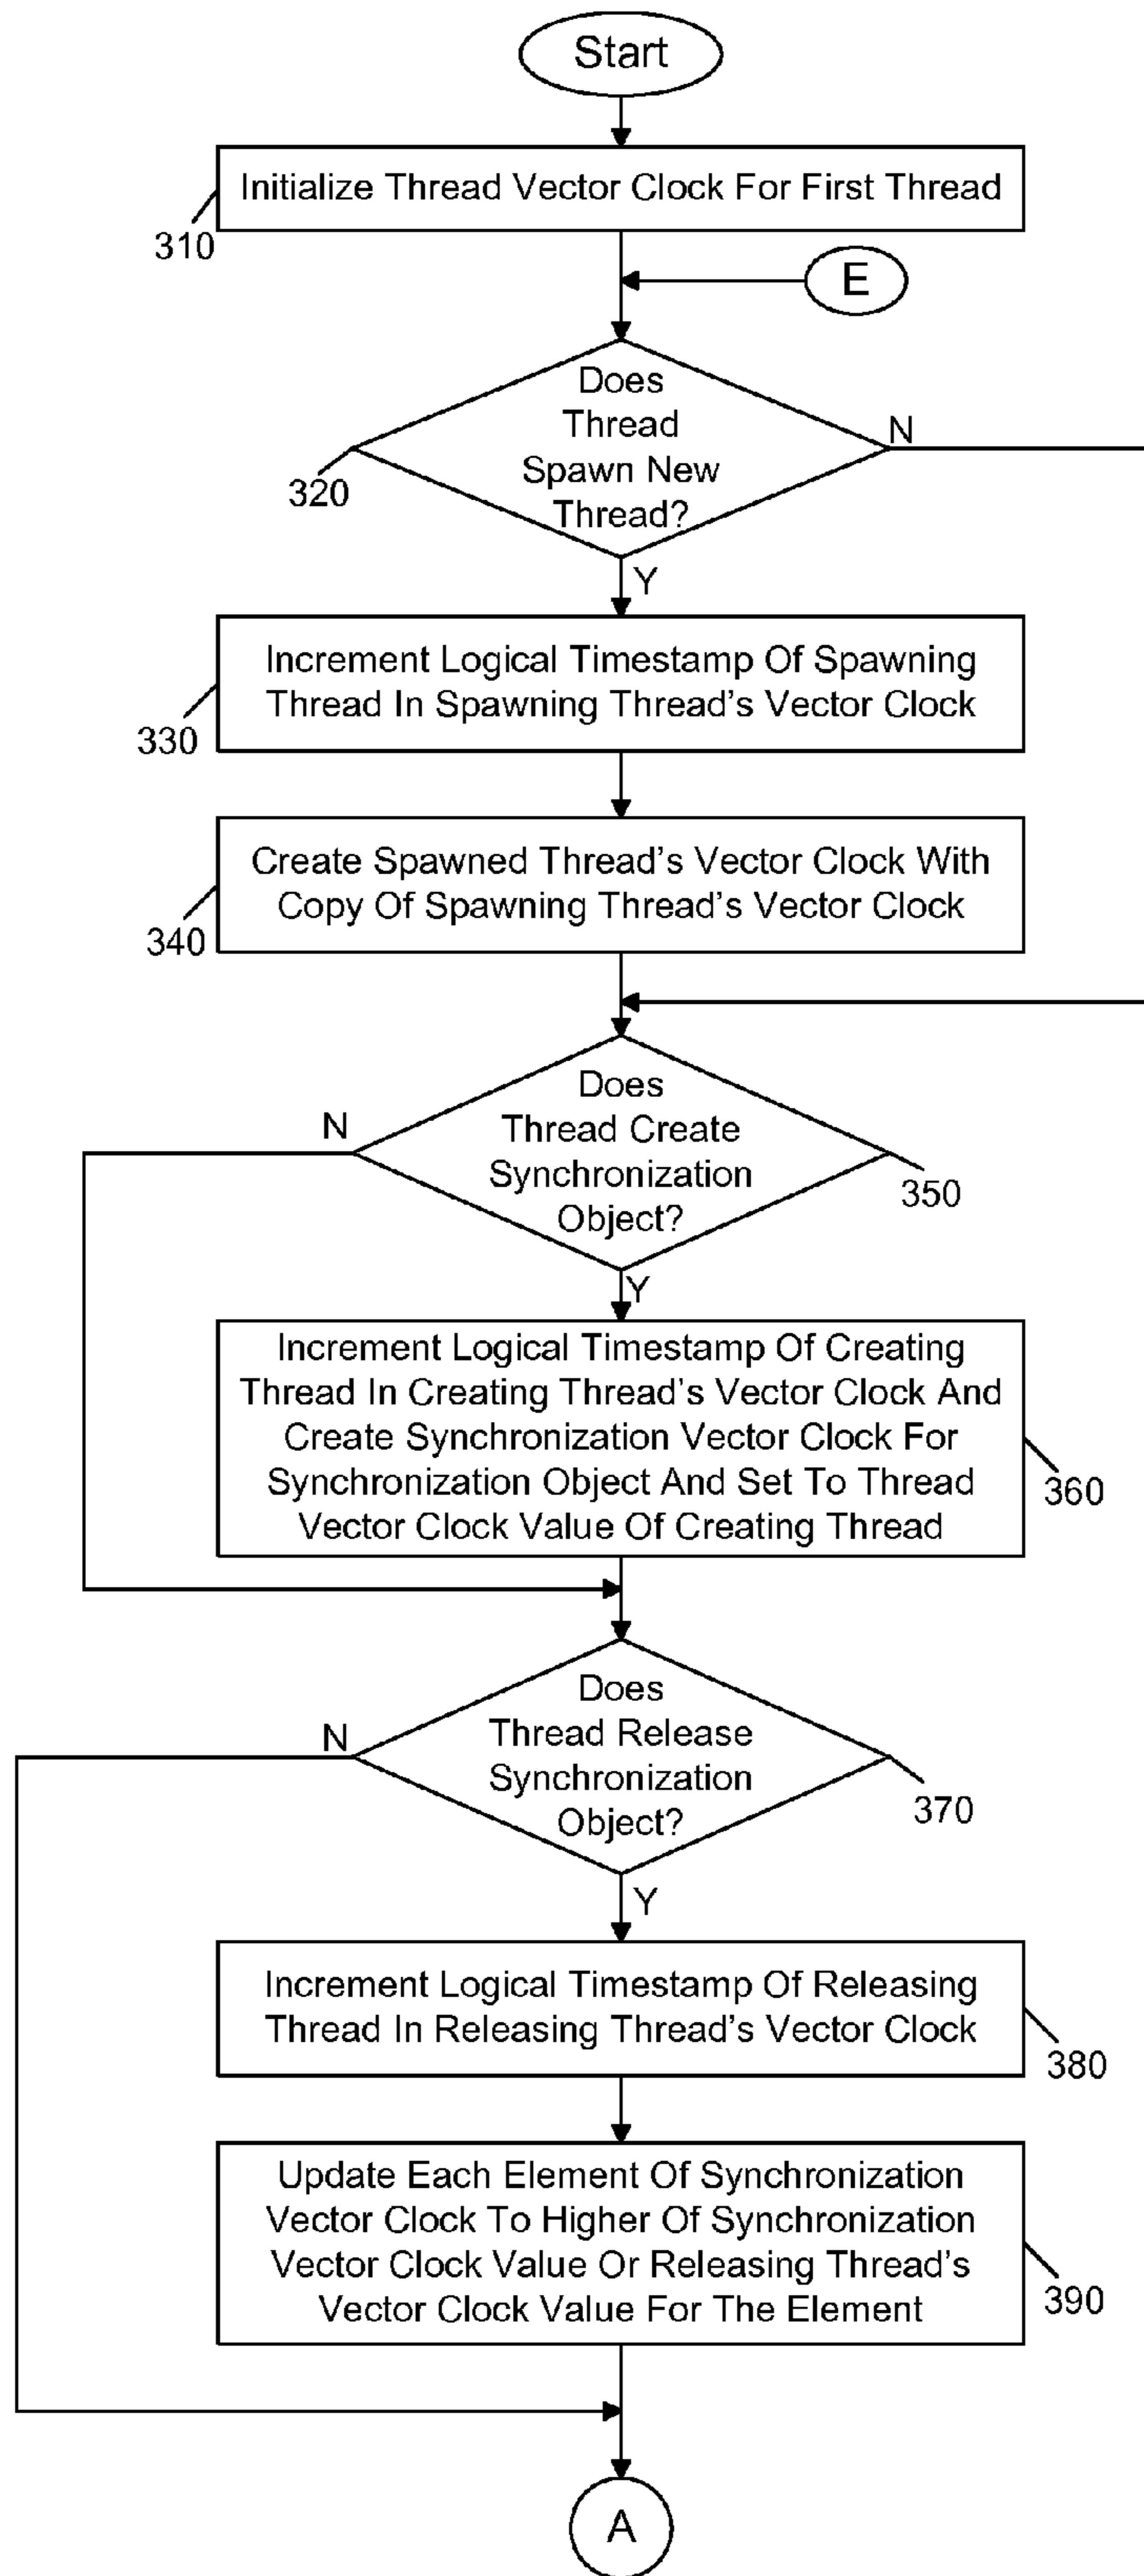 Start
Initialize Thread Vector Clock For First Thread
310
E
Does
Thread
Spawn New
Thread?
N
320
Y
Increment Logical Timestamp Of Spawning
Thread In Spawning Thread's Vector Clock
330
Create Spawned Thread's Vector Clock With
Copy Of Spawning Thread's Vector Clock
340
Does
Thread Create
Synchronization
Object?
N
350
Y
Increment Logical Timestamp Of Creating
Thread In Creating Thread's Vector Clock And
Create Synchronization Vector Clock For
Synchronization Object And Set To Thread
Vector Clock Value Of Creating Thread
360
Does
Thread Release
Synchronization
Object?
N
370
Y
Increment Logical Timestamp Of Releasing
Thread In Releasing Thread's Vector Clock
380
Update Each Element Of Synchronization
Vector Clock To Higher Of Synchronization
Vector Clock Value Or Releasing Thread's
Vector Clock Value For The Element
390
A